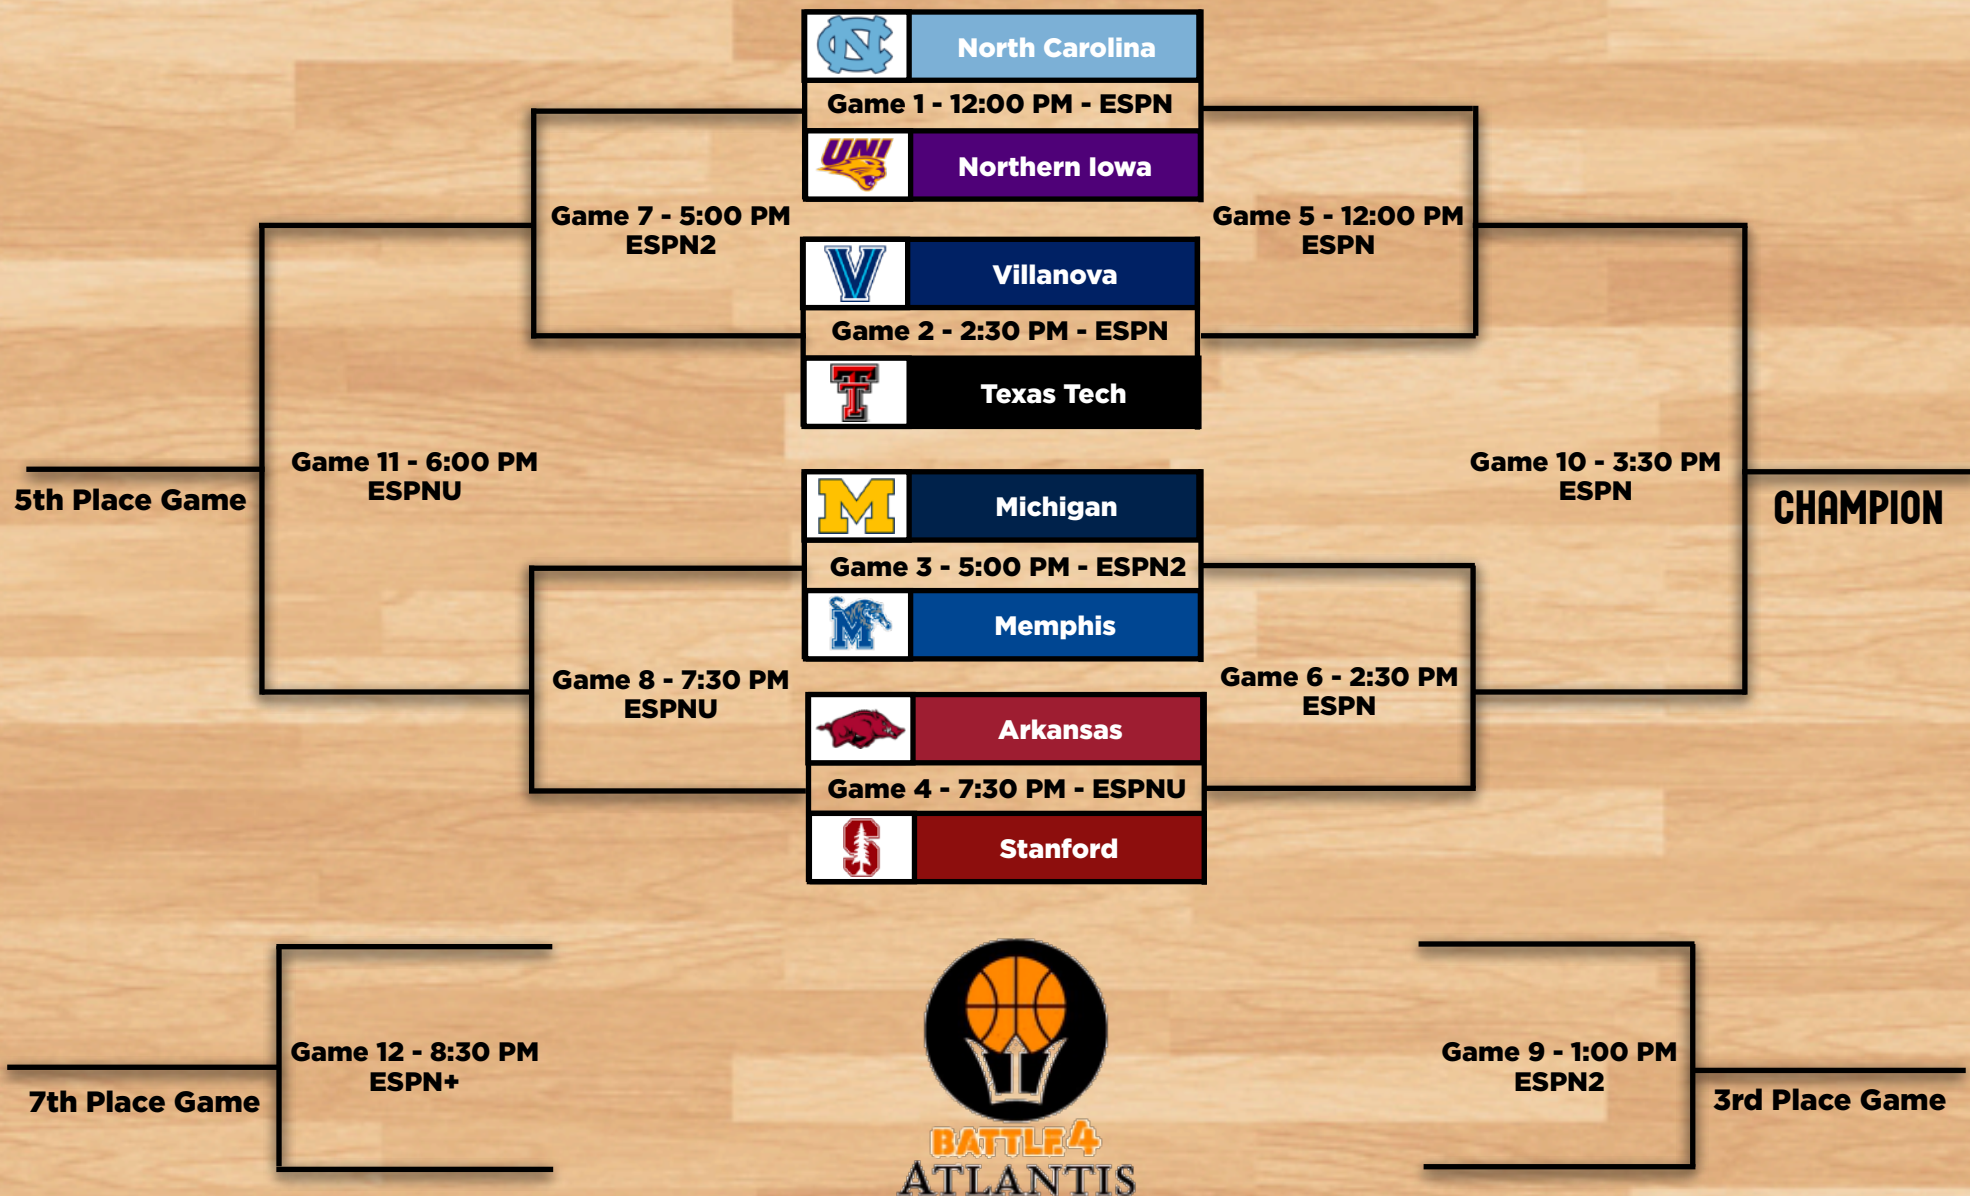 North Carolina
Game 1 - 12:00 PM - ESPN
UNI
Northern Iowa
Game 7 - 5:00 PM
ESPN2
Game 5 - 12:00 PM
ESPN
Villanova
Game 2 - 2:30 PM - ESPN
Texas Tech
Game 11 - 6:00 PM
ESPNU
5th Place Game
Game 10 - 3:30 PM
ESPN
CHAMPION
Michigan
Game 3 - 5:00 PM - ESPN2
Memphis
Game 8 - 7:30 PM
ESPNU
Game 6 - 2:30 PM
ESPN
Arkansas
Game 4 - 7:30 PM - ESPNU
Stanford
Game 12 - 8:30 PM
ESPN+
7th Place Game
Game 9 - 1:00 PM
ESPN2
3rd Place Game
BATTLE 4
ATLANTIS